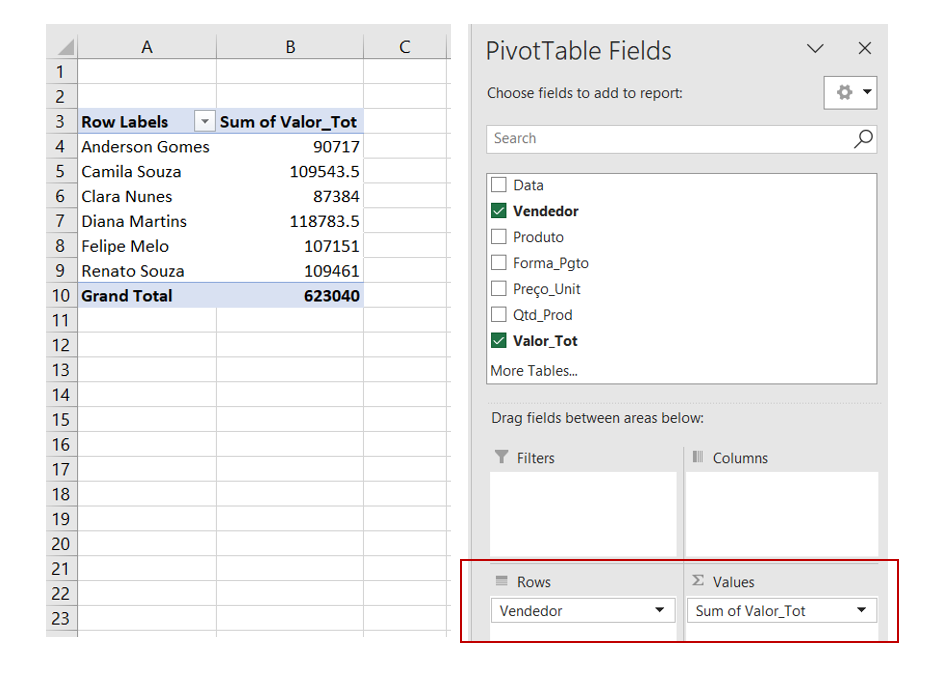 A B C
1
2
3 Row Labels Sum of Valor_Tot
4 Anderson Gomes 90717
5 Camila Souza 109543.5
6 Clara Nunes 87384
7 Diana Martins 118783.5
8 Felipe Melo 107151
9 Renato Souza 109461
10 Grand Total 623040
11
12
13
14
15
16
17
18
19
20
21
22
23
PivotTable Fields
Choose fields to add to report:
Search
Data
Vendedor
Produto
Forma_Pgto
Preço_Unit
Qtd_Prod
Valor_Tot
More Tables...
Drag fields between areas below:
Filters
Columns
Rows
Σ Values
Vendedor
Sum of Valor_Tot